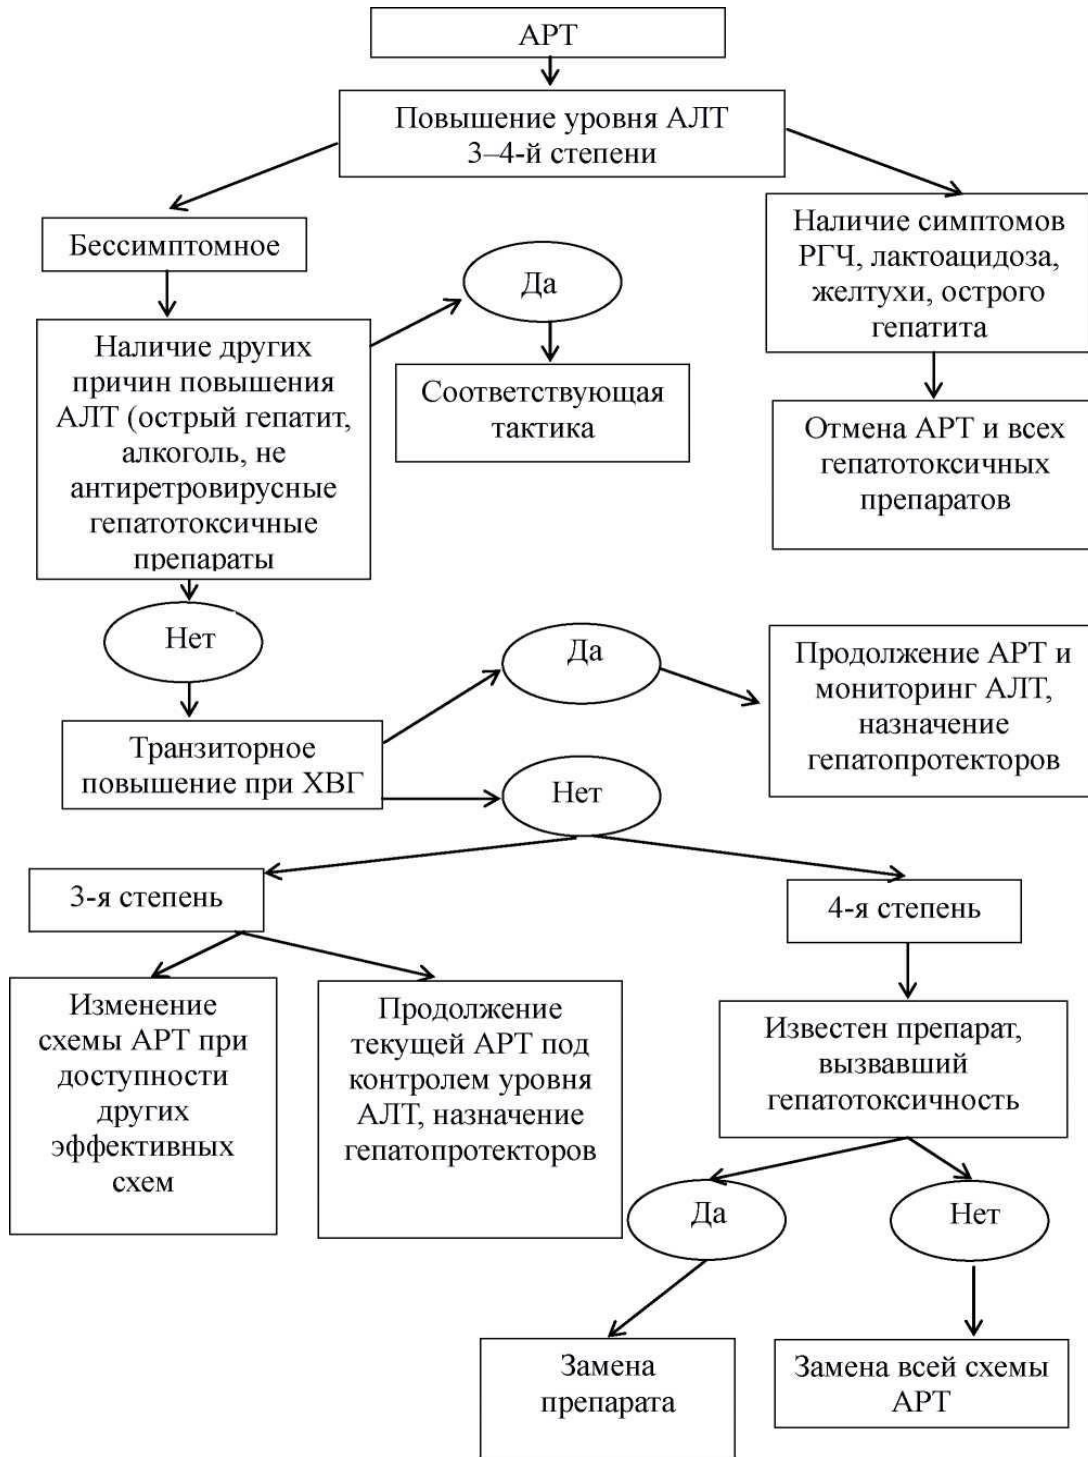 АРТ
Повышение уровня АЛТ
3–4-й степени
Бессимптомное
Наличие симптомов
РГЧ, лактоацидоза,
желтухи, острого
гепатита
Да
Наличие других
причин повышения
АЛТ (острый гепатит,
алкоголь, не
антиретровирусные
гепатотоксичные
препараты
Соответствующая
тактика
Отмена АРТ и всех
гепатотоксичных
препаратов
Нет
Да
Продолжение АРТ и
мониторинг АЛТ,
назначение
гепатопротекторов
Транзиторное
повышение при ХВГ
Нет
3-я степень
4-я степень
Изменение
схемы АРТ при
доступности
других
эффективных
схем
Продолжение
текущей АРТ под
контролем уровня
АЛТ, назначение
гепатопротекторов
Известен препарат,
вызвавший
гепатотоксичность
Да
Нет
Замена
препарата
Замена всей схемы
АРТ